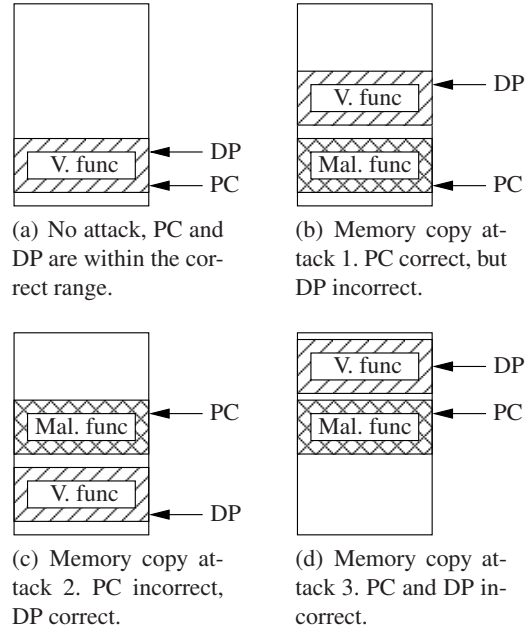 V. func
DP
PC
(a) No attack, PC and
DP are within the cor-
rect range.
DP
V. func
Mal. func
PC
(b) Memory copy at-
tack 1. PC correct, but
DP incorrect.
PC
Mal. func
V. func
DP
(c) Memory copy at-
tack 2. PC incorrect,
DP correct.
V. func
DP
PC
Mal. func
(d) Memory copy at-
tack 3. PC and DP in-
correct.